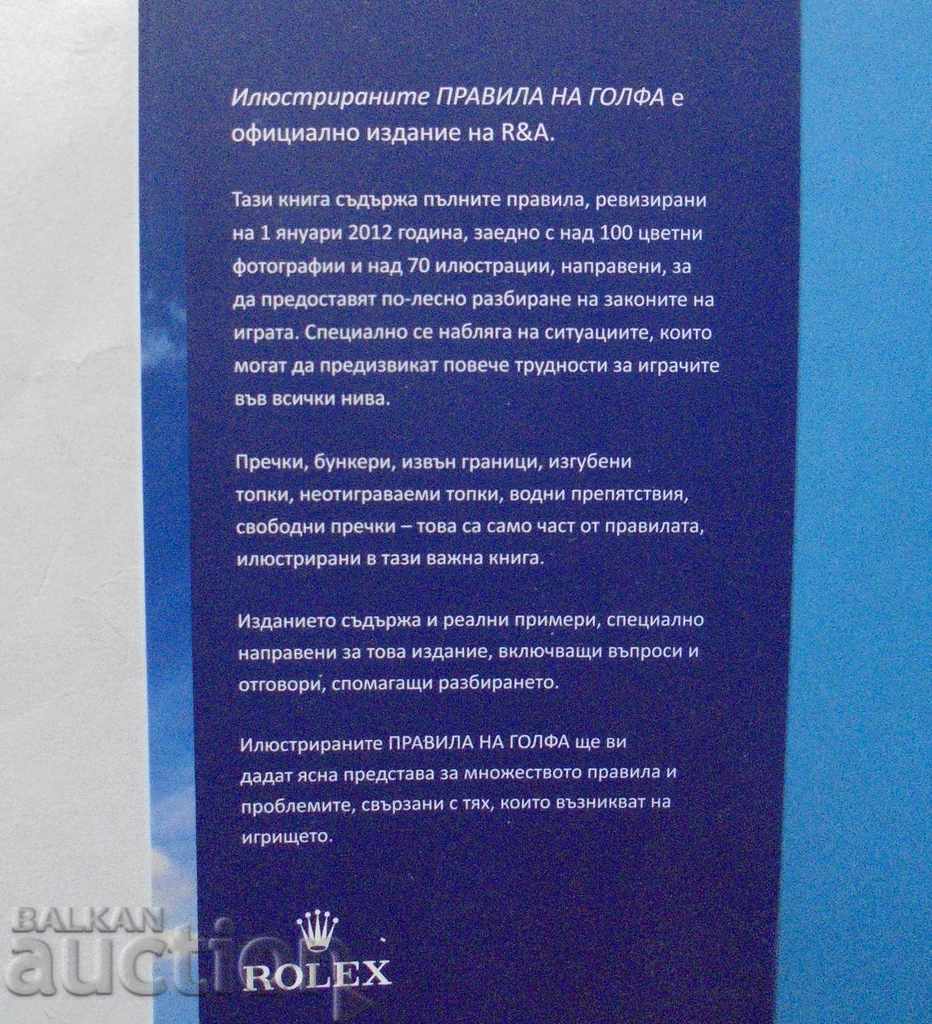 Илюстрираните ПРАВИЛА НА ГОЛФА е
официално издание на R&A.
Тази книга съдържа пълните правила, ревизирани
на 1 януари 2012 година, заедно с над 100 цветни
фотографии и над 70 илюстрации, направени, за
да предоставят по-лесно разбиране на законите на
играта. Специално се набляга на ситуациите, които
могат да предизвикат повече трудности за играчите
във всички нива.
Пречки, бункери, извън граници, изгубени
топки, неотиграваеми топки, водни препятствия,
свободни пречки – това са само част от правилата,
илюстрирани в тази важна книга.
Изданието съдържа и реални примери, специално
направени за това издание, включващи въпроси и
отговори, спомагащи разбирането.
Илюстрираните ПРАВИЛА НА ГОЛФА ще ви
дадат ясна представа за множеството правила и
проблемите, свързани с тях, които възникват на
игрището.
BALKAN
auction
ROLEX